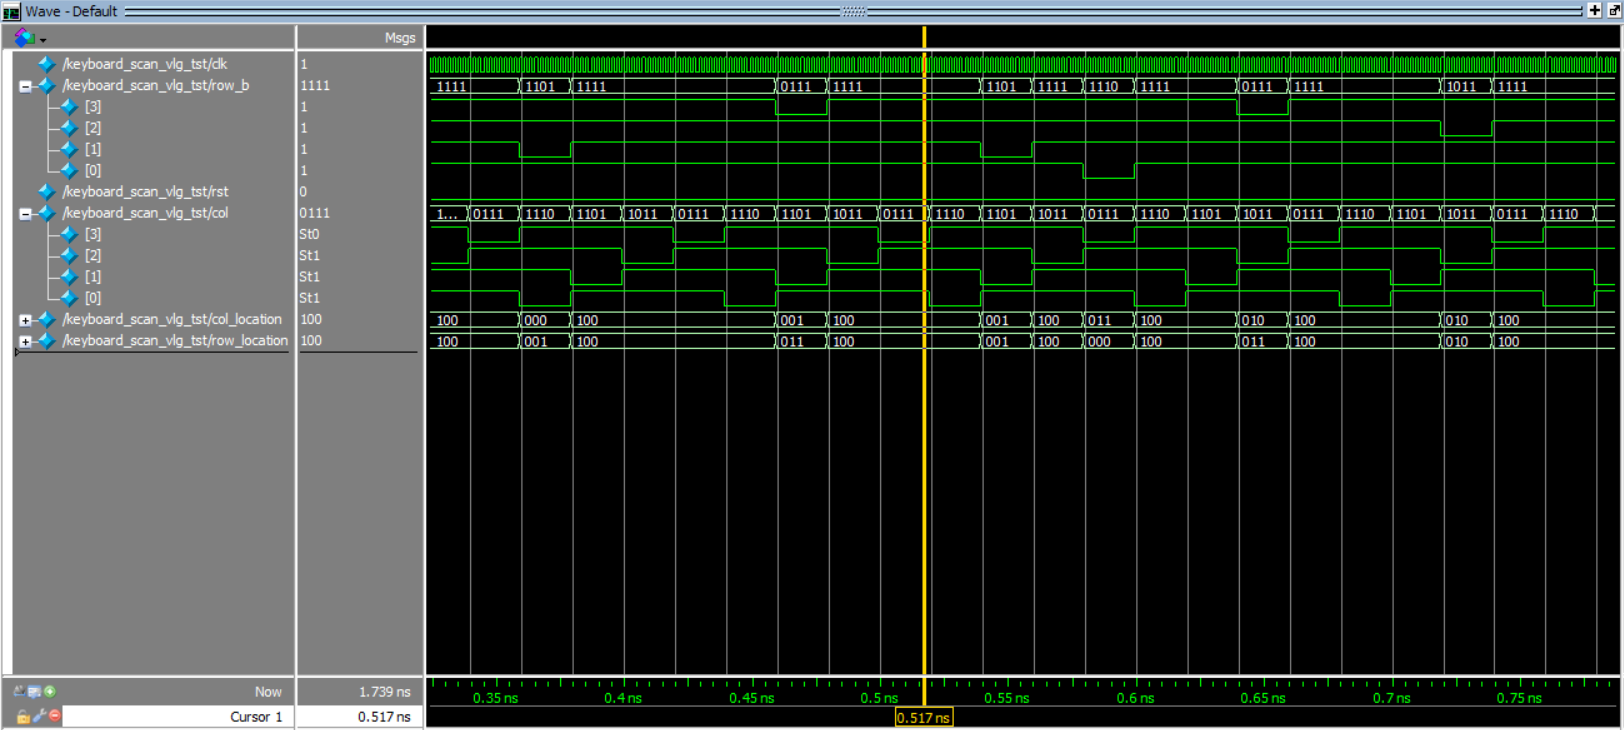 Wave - Default
Msgs
/keyboard_scan_vlg_tst/clk 1
/keyboard_scan_vlg_tst/row_b 1111 1111 1101 1111 0111 1111 1101 1111 1110 1111 0111 1111 1011 1111
[3] 1
[2] 1
[1] 1
[0] 1
/keyboard_scan_vlg_tst/rst 0
/keyboard_scan_vlg_tst/col 0111 1... 0111 1110 1101 1011 0111 1110 1101 1011 0111 1110 1101 1011 0111 1110 1101 1011 0111 1110 1101 1011 0111 1110
[3] St0
[2] St1
[1] St1
[0] St1
/keyboard_scan_vlg_tst/col_location 100 100 000 100 001 100 001 100 011 100 010 100 010 100
/keyboard_scan_vlg_tst/row_location 100 100 001 100 011 100 001 100 000 100 011 100 010 100
Now 1.739 ns 0.35 ns 0.4 ns 0.45 ns 0.5 ns 0.55 ns 0.6 ns 0.65 ns 0.7 ns 0.75 ns
Cursor 1 0.517 ns 0.517 ns